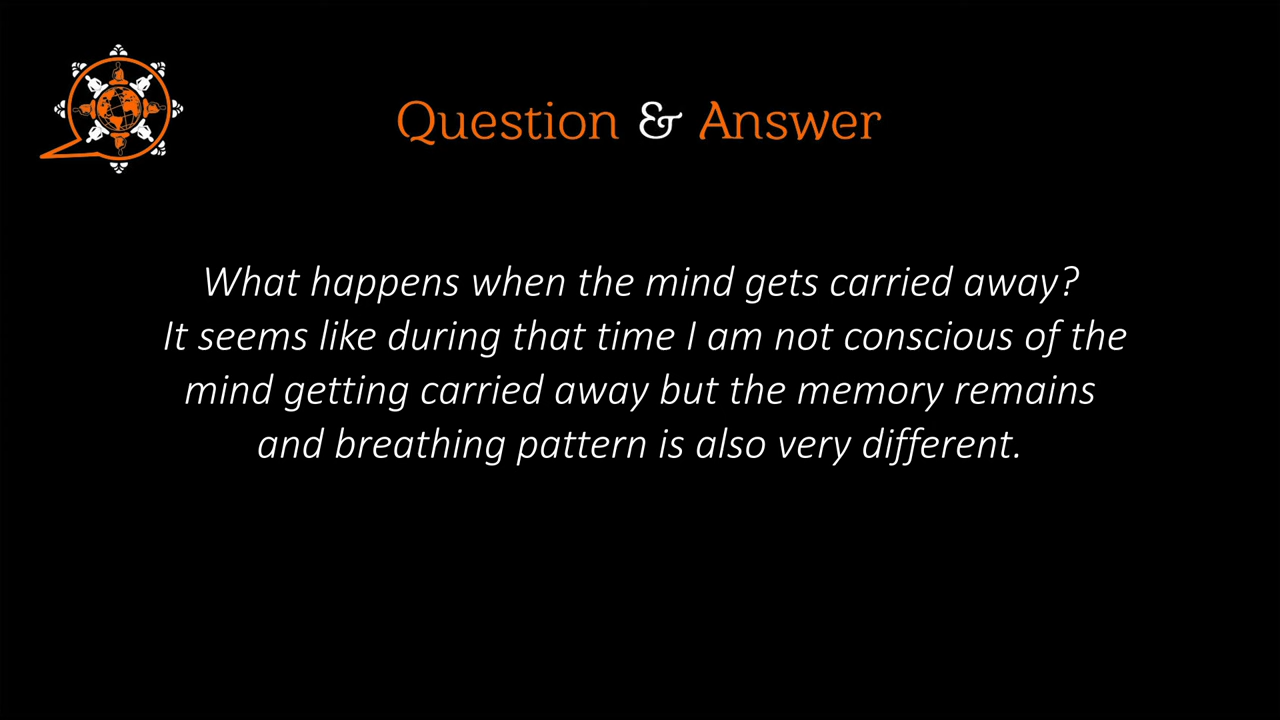 Question & Answer
What happens when the mind gets carried away?
It seems like during that time I am not conscious of the
mind getting carried away but the memory remains
and breathing pattern is also very different.